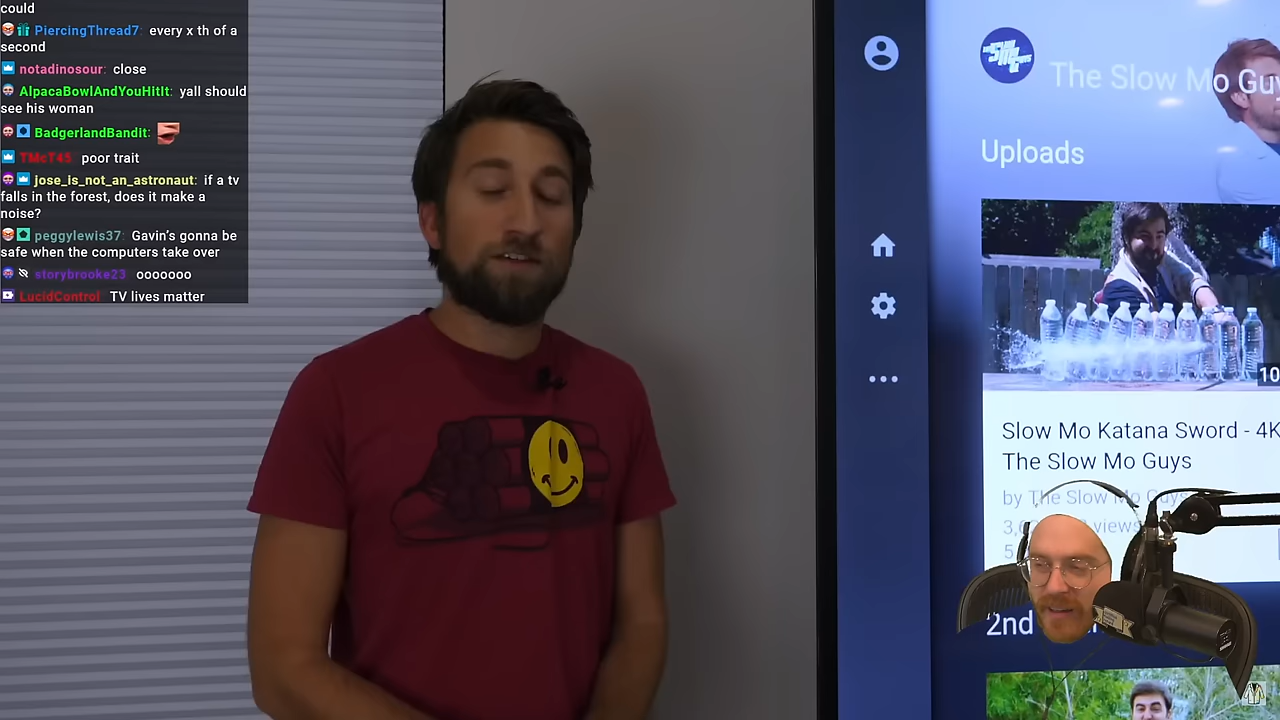 could
PiercingThread7: every x th of a
second
notadinosour: close
AlpacaBowlAndYouHitIt: yall should
see his woman
BadgerlandBandit:
TMcT45 poor trait
jose_is_not_an_astronaut: if a tv
falls in the forest, does it make a
noise?
peggylewis37: Gavin's gonna be
safe when the computers take over
storybrooke23 ooooooo
LucidControl TV lives matter
The Slow Mo Guy
Uploads
10
Slow Mo Katana Sword - 4K
The Slow Mo Guys
by The Slow Mo Guys
views
5
2nd